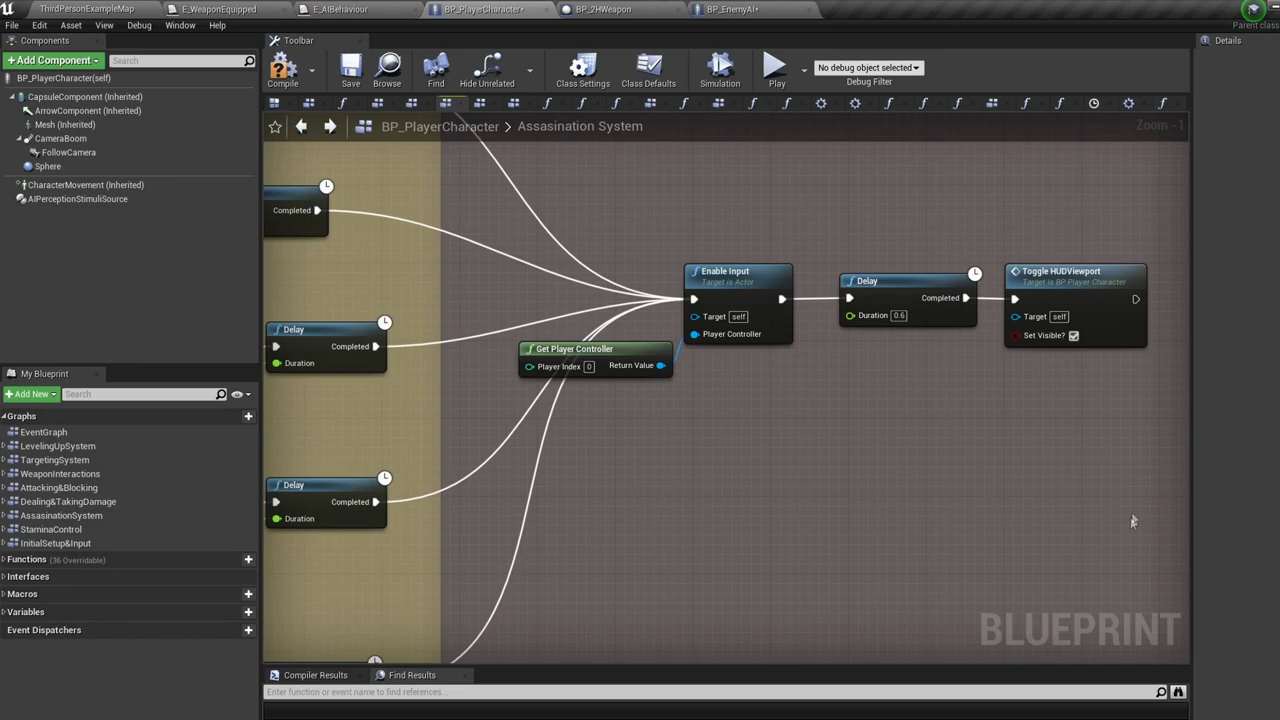 ThirdPersonExampleMap
E_WeaponEquipped
E_AIBehaviour
BP_PlayerCharacter*
BP_2HWeapon
BP_EnemyAI*
File
Edit
Asset
View
Debug
Window
Help
Parent class
Components
Toolbar
Details
+Add Component
Search
BP_PlayerCharacter(self)
CapsuleComponent (Inherited)
ArrowComponent (Inherited)
Mesh (Inherited)
CameraBoom
FollowCamera
Sphere
CharacterMovement (Inherited)
AIPerceptionStimuliSource
Compile
Save
Browse
Find
Hide Unrelated
Class Settings
Class Defaults
Simulation
Play
No debug object selected
Debug Filter
BP_PlayerCharacter > Assasination System
Zoom -1
Completed
Delay
Completed
Duration
Delay
Completed
Duration
Get Player Controller
Player Index 0
Return Value
Enable Input
Target is Actor
Target self
Player Controller
Delay
Completed
Duration 0.6
Toggle HUDViewport
Target is BP Player Character
Target self
Set Visible?
BLUEPRINT
My Blueprint
+Add New
Search
Graphs
EventGraph
LevelingUpSystem
TargetingSystem
WeaponInteractions
Attacking&Blocking
Dealing&TakingDamage
AssasinationSystem
StaminaControl
InitialSetup&Input
Functions (36 Overridable)
Interfaces
Macros
Variables
Event Dispatchers
Compiler Results
Find Results
Enter function or event name to find references...